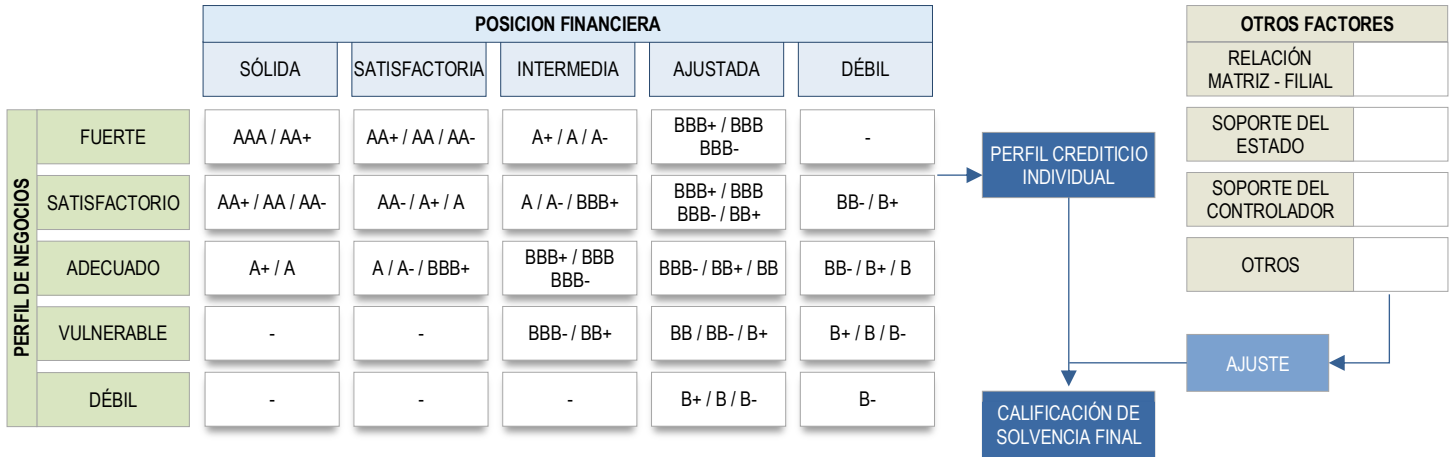 POSICION FINANCIERA
SÓLIDA
SATISFACTORIA
INTERMEDIA
AJUSTADA
DÉBIL
PERFIL DE NEGOCIOS
FUERTE
AAA / AA+
AA+ / AA / AA-
A+ / A / A-
BBB+ / BBB
BBB-
-
SATISFACTORIO
AA+ / AA / AA-
AA- / A+ / A
A / A- / BBB+
BBB+ / BBB
BBB- / BB+
BB- / B+
ADECUADO
A+ / A
A / A- / BBB+
BBB+ / BBB
BBB-
BBB- / BB+ / BB
BB- / B+ / B
VULNERABLE
-
-
BBB- / BB+
BB / BB- / B+
B+ / B / B-
DÉBIL
-
-
-
B+ / B / B-
B-
PERFIL CREDITICIO
INDIVIDUAL
CALIFICACIÓN DE
SOLVENCIA FINAL
OTROS FACTORES
RELACIÓN
MATRIZ - FILIAL
SOPORTE DEL
ESTADO
SOPORTE DEL
CONTROLADOR
OTROS
AJUSTE